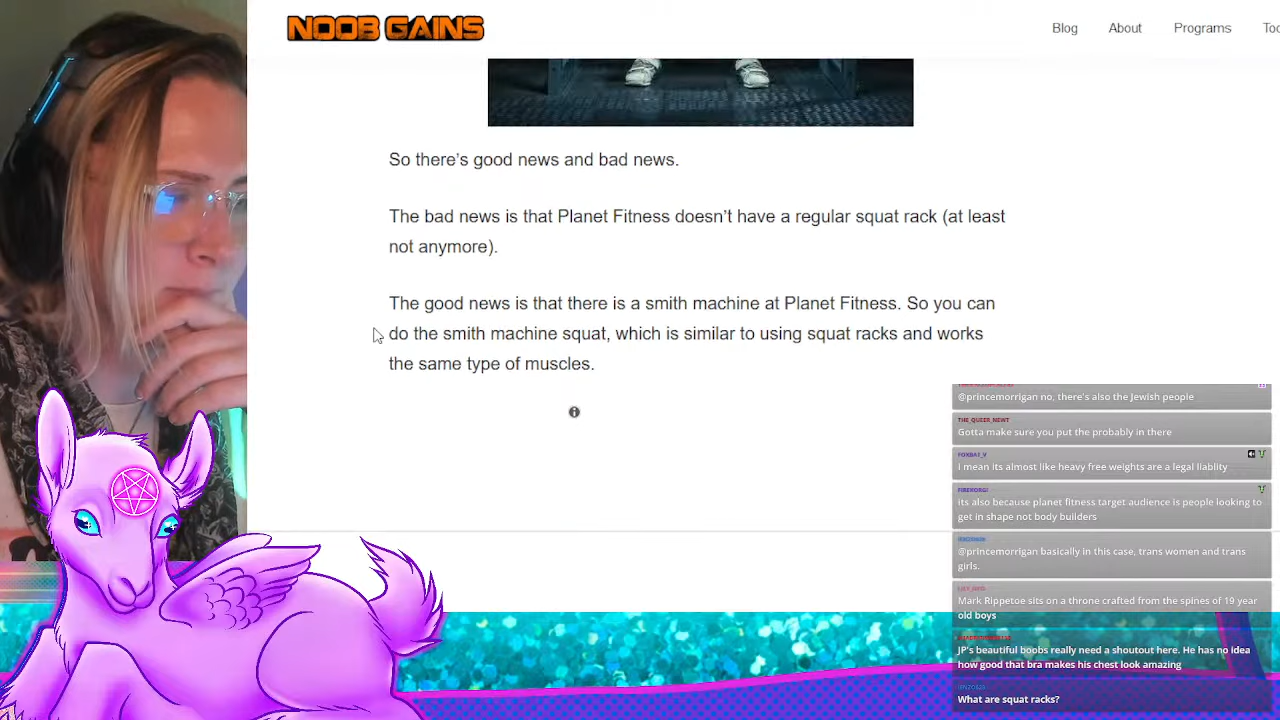 NOOB GAINS
Blog About Programs
So there's good news and bad news.
The bad news is that Planet Fitness doesn't have a regular squat rack (at least
not anymore).
The good news is that there is a smith machine at Planet Fitness. So you can
do the smith machine squat, which is similar to using squat racks and works
the same type of muscles.
@princemorrigan no, there's also the Jewish people
THE_QUEER_NEWT
Gotta make sure you put the probably in there
I mean its almost like heavy free weights are a legal liablity
its also because planet fitness target audience is people looking to
get in shape not body builders
@princemorrigan basically in this case, trans women and trans
girls.
Mark Rippetoe sits on a throne crafted from the spines of 19 year
old boys
JP's beautiful boobs really need a shoutout here. He has no idea
how good that bra makes his chest look amazing
What are squat racks?